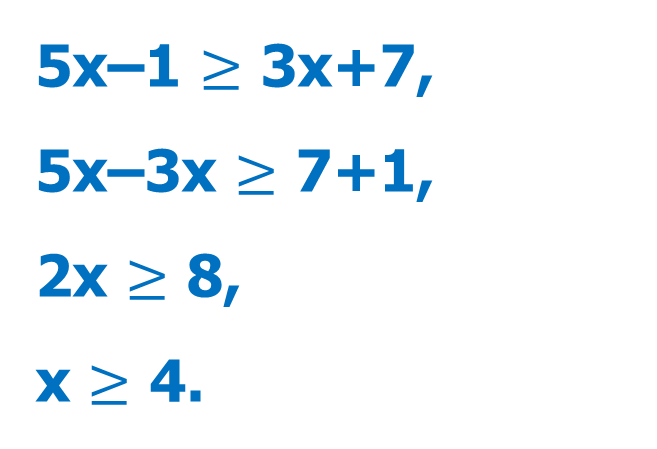 5x–1 ≥ 3x+7,
5x–3x ≥ 7+1,
2x ≥ 8,
x ≥ 4.